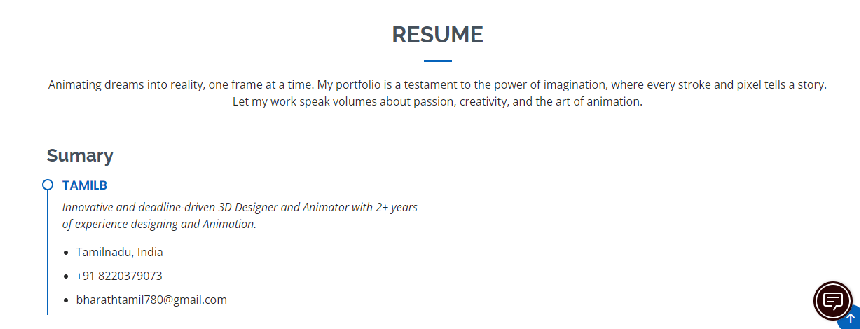 RESUME
Animating dreams into reality, one frame at a time. My portfolio is a testament to the power of imagination, where every stroke and pixel tells a story.
Let my work speak volumes about passion, creativity, and the art of animation.
Sumary
TAMILB
Innovative and deadline-driven 3D Designer and Animator with 2+ years
of experience designing and Animation.
Tamilnadu, India
+91 8220379073
bharathtamil780@gmail.com